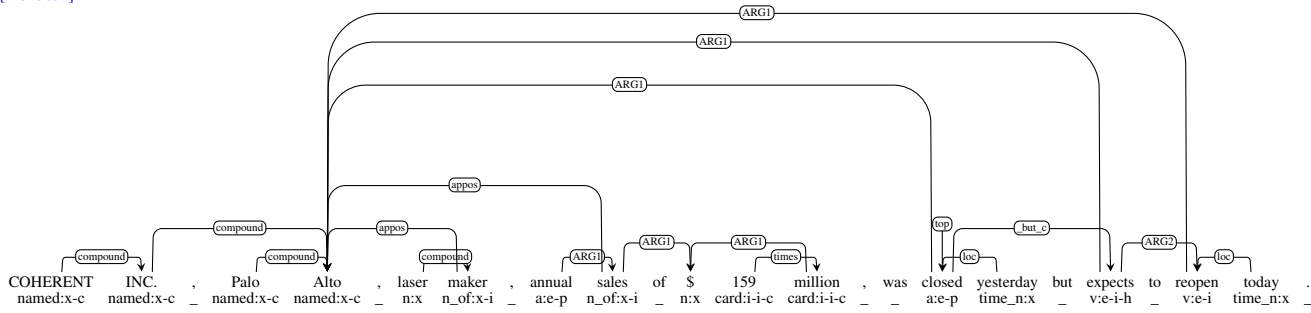 ARG1
ARG1
ARG1
appos
top
compound appos ARG1 ARG1 _but_c ARG2
compound compound compound ARG1 times loc loc
COHERENT INC. , Palo Alto , laser maker , annual sales of $ 159 million , was closed yesterday but expects to reopen today .
named:x-c named:x-c _ named:x-c named:x-c _ n:x n_of:x-i _ a:e-p n_of:x-i _ n:x card:i-i-c card:i-i-c _ _ a:e-p time_n:x _ v:e-i-h _ v:e-i time_n:x _